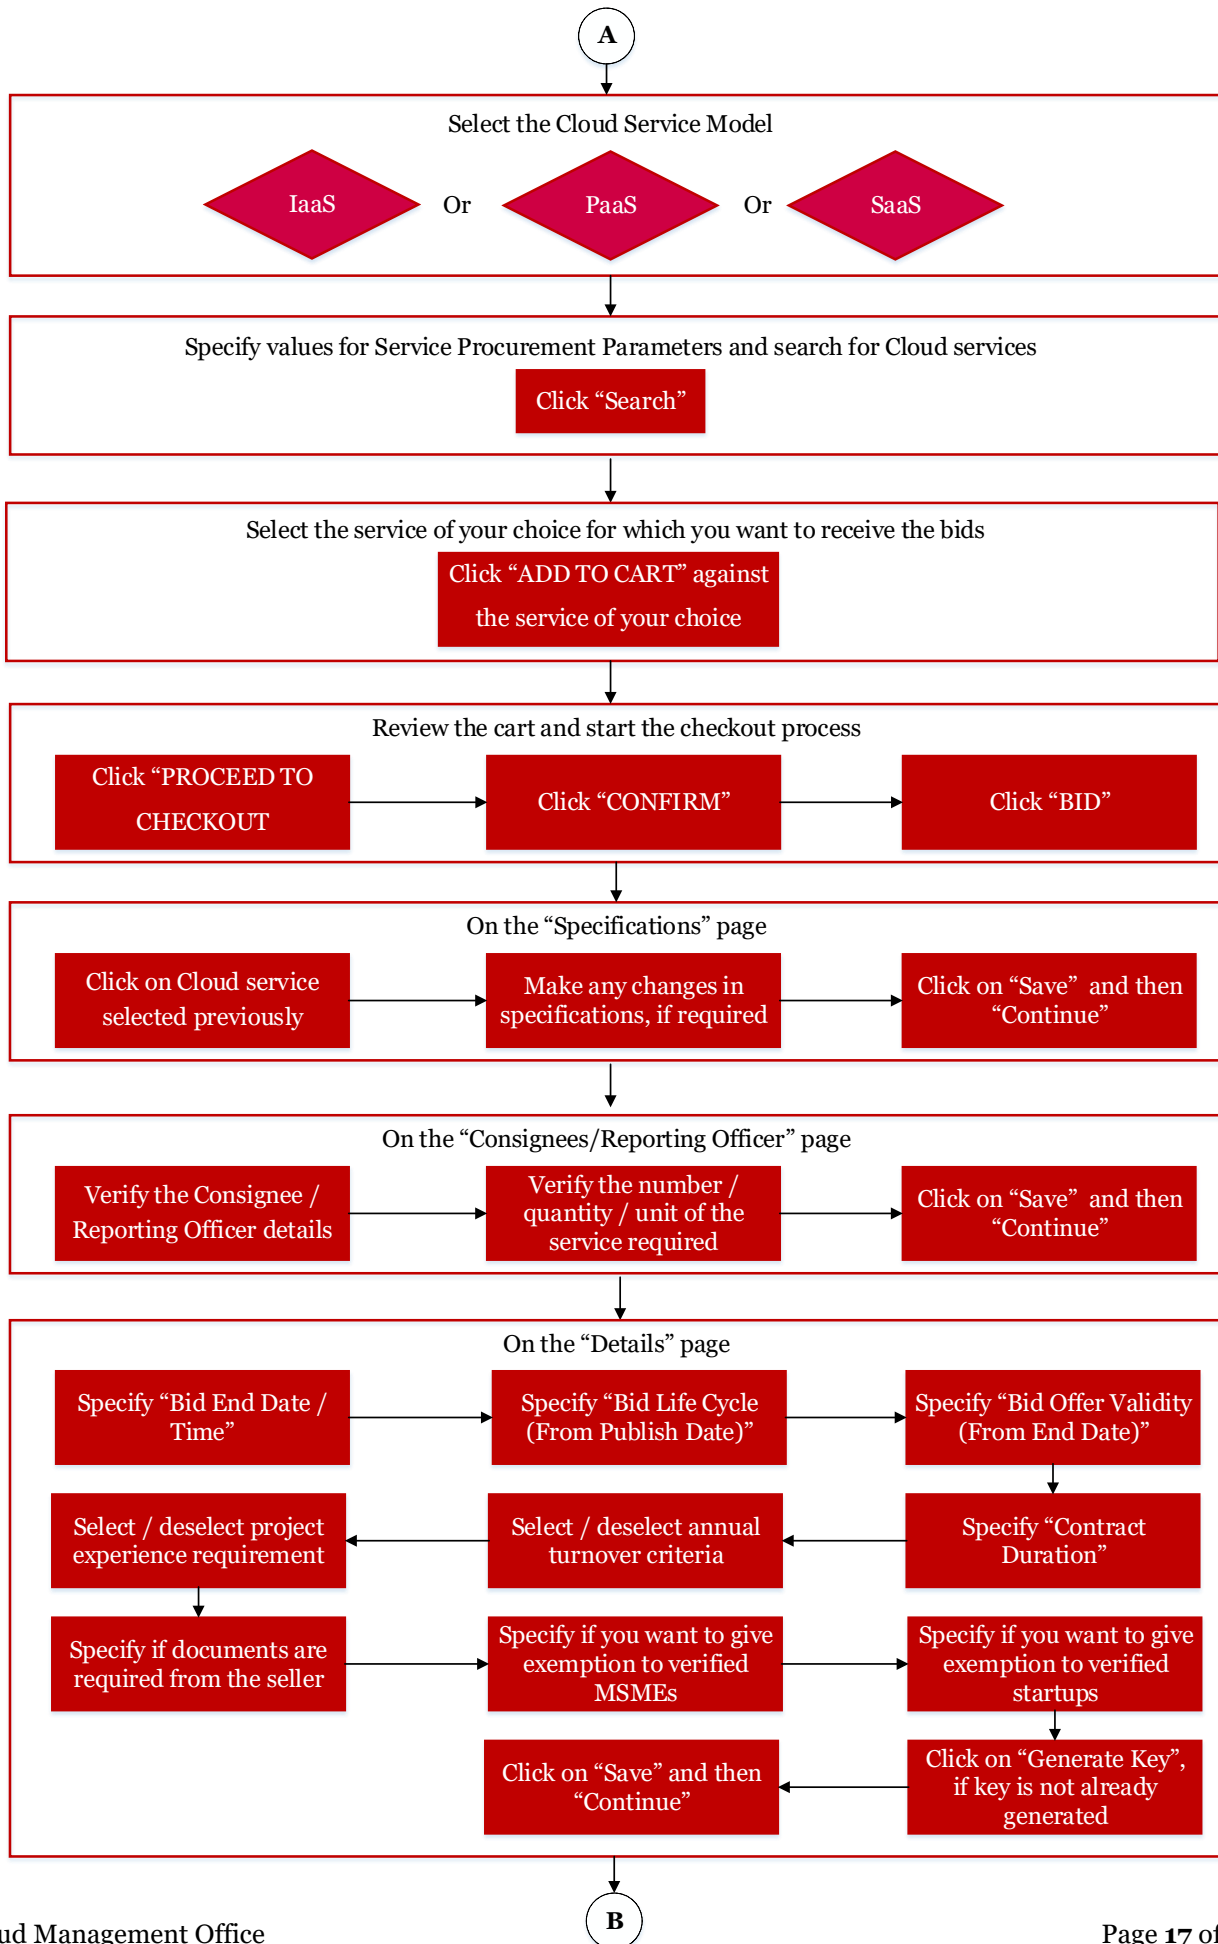 A
Select the Cloud Service Model
IaaS Or PaaS Or SaaS
Specify values for Service Procurement Parameters and search for Cloud services
Click “Search”
Select the service of your choice for which you want to receive the bids
Click “ADD TO CART” against
the service of your choice
Review the cart and start the checkout process
Click “PROCEED TO
CHECKOUT
Click “CONFIRM”
Click “BID”
On the “Specifications” page
Click on Cloud service
selected previously
Make any changes in
specifications, if required
Click on “Save” and then
“Continue”
On the “Consignees/Reporting Officer” page
Verify the Consignee /
Reporting Officer details
Verify the number /
quantity / unit of the
service required
Click on “Save” and then
“Continue”
On the “Details” page
Specify “Bid End Date /
Time”
Specify “Bid Life Cycle
(From Publish Date)”
Specify “Bid Offer Validity
(From End Date)”
Specify “Contract
Duration”
Select / deselect annual
turnover criteria
Select / deselect project
experience requirement
Specify if documents are
required from the seller
Specify if you want to give
exemption to verified
MSMEs
Specify if you want to give
exemption to verified
startups
Click on “Generate Key”,
if key is not already
generated
Click on “Save” and then
“Continue”
B
ud Management Office
Page 17 of